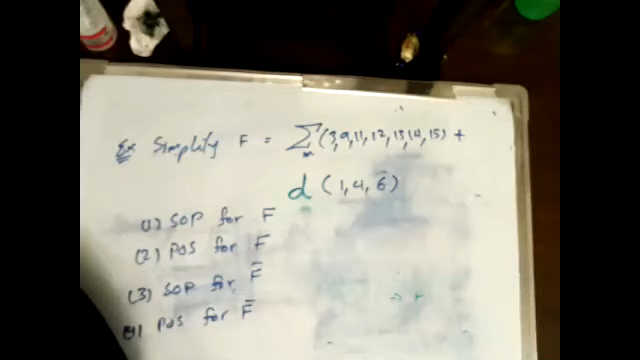 Ex Simplify F = Σm (3,9,11,12,13,14,15) +
d (1,4,6)
(1) SOP for F
(2) POS for F
(3) SOP for F̅
(4) POS for F̅